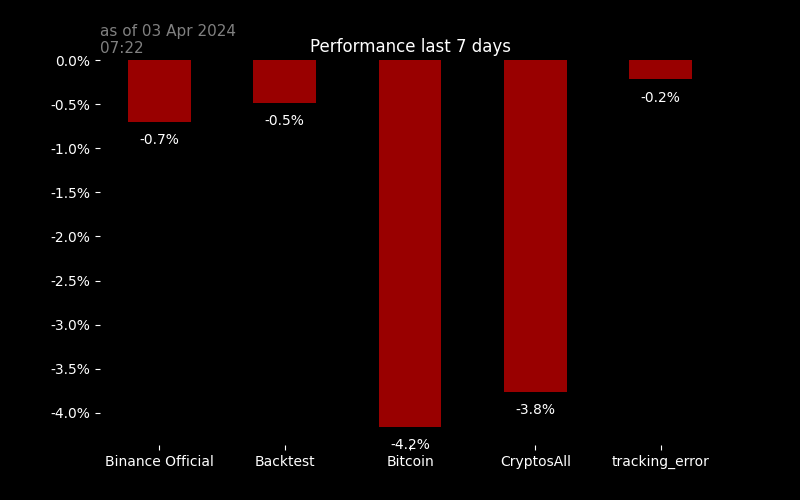 as of 03 Apr 2024
07:22
Performance last 7 days
0.0%
-0.5%
-1.0%
-1.5%
-2.0%
-2.5%
-3.0%
-3.5%
-4.0%
-0.7%
-0.5%
-4.2%
-3.8%
-0.2%
Binance Official
Backtest
Bitcoin
CryptosAll
tracking_error